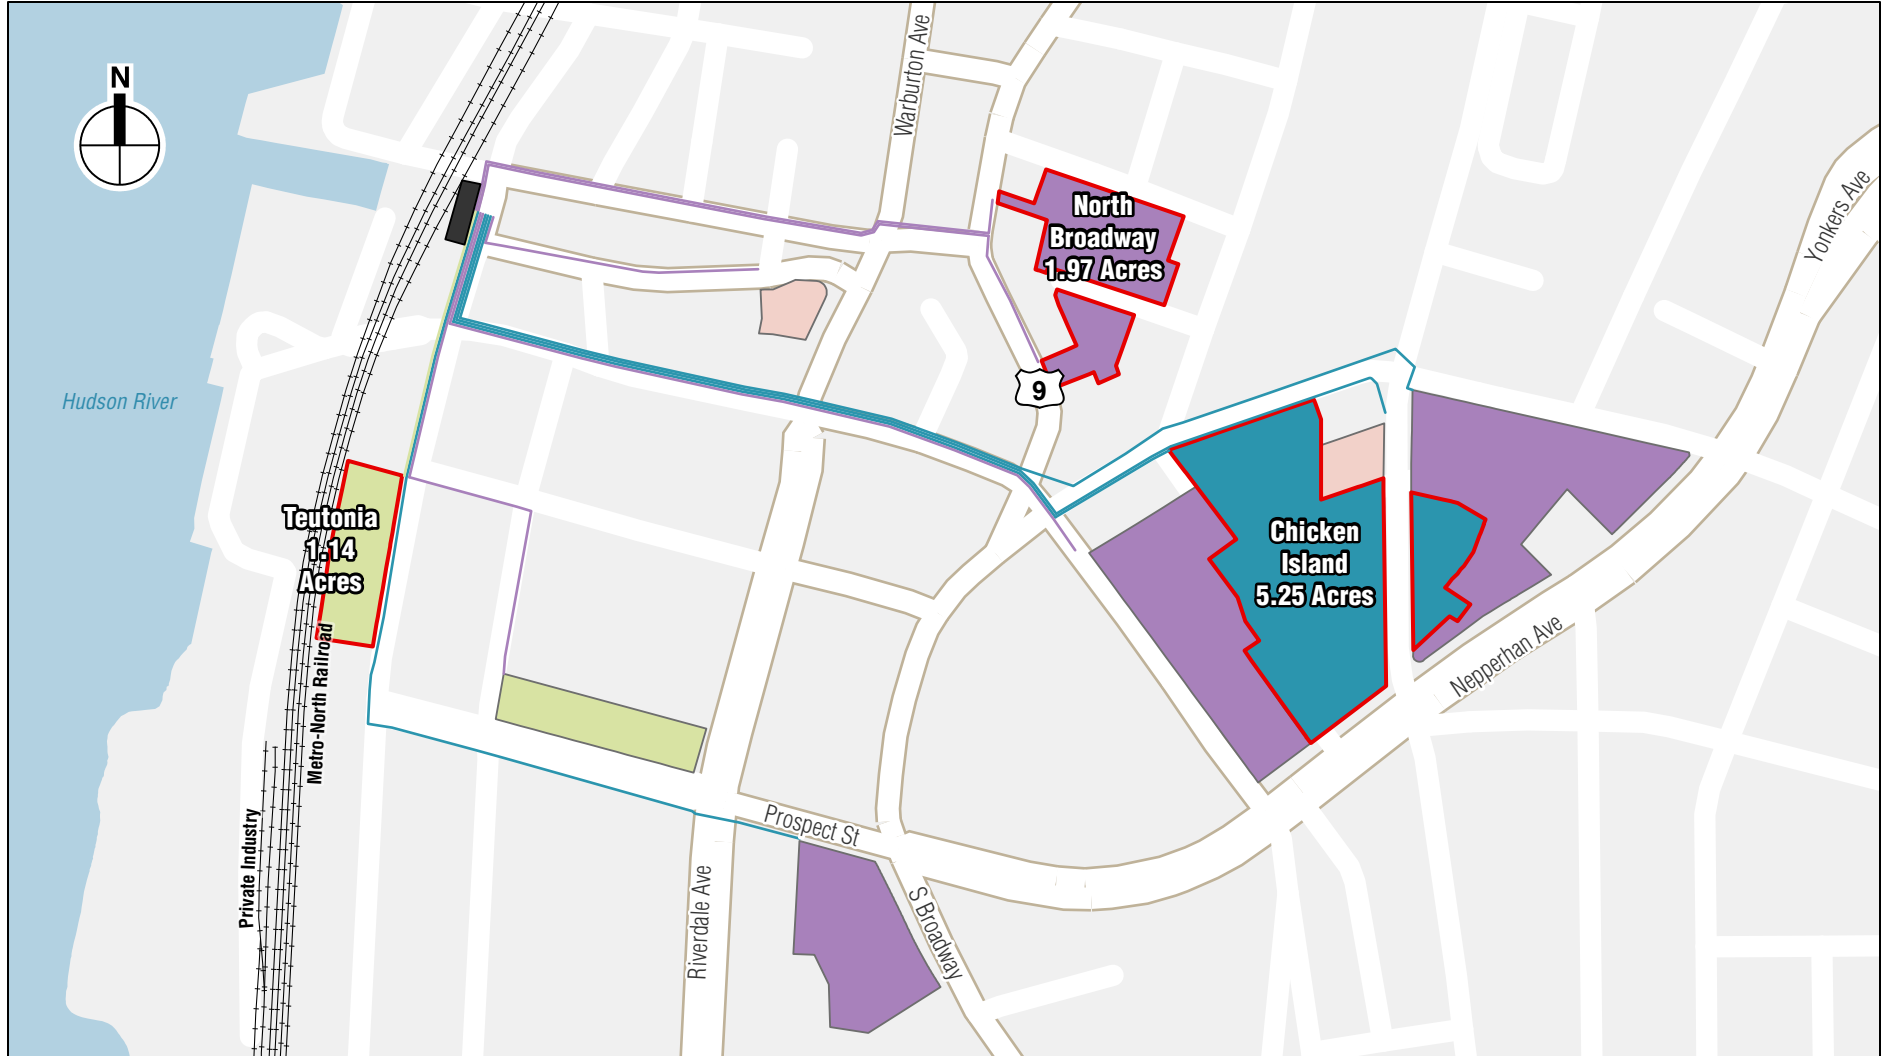 N
Warburton Ave
North
Broadway
1.97 Acres
Yonkers Ave
Hudson River
9
Teutonia
1.14
Acres
Chicken
Island
5.25 Acres
Metro-North Railroad
Nepperhan Ave
Private Industry
Prospect St
Riverdale Ave
S Broadway